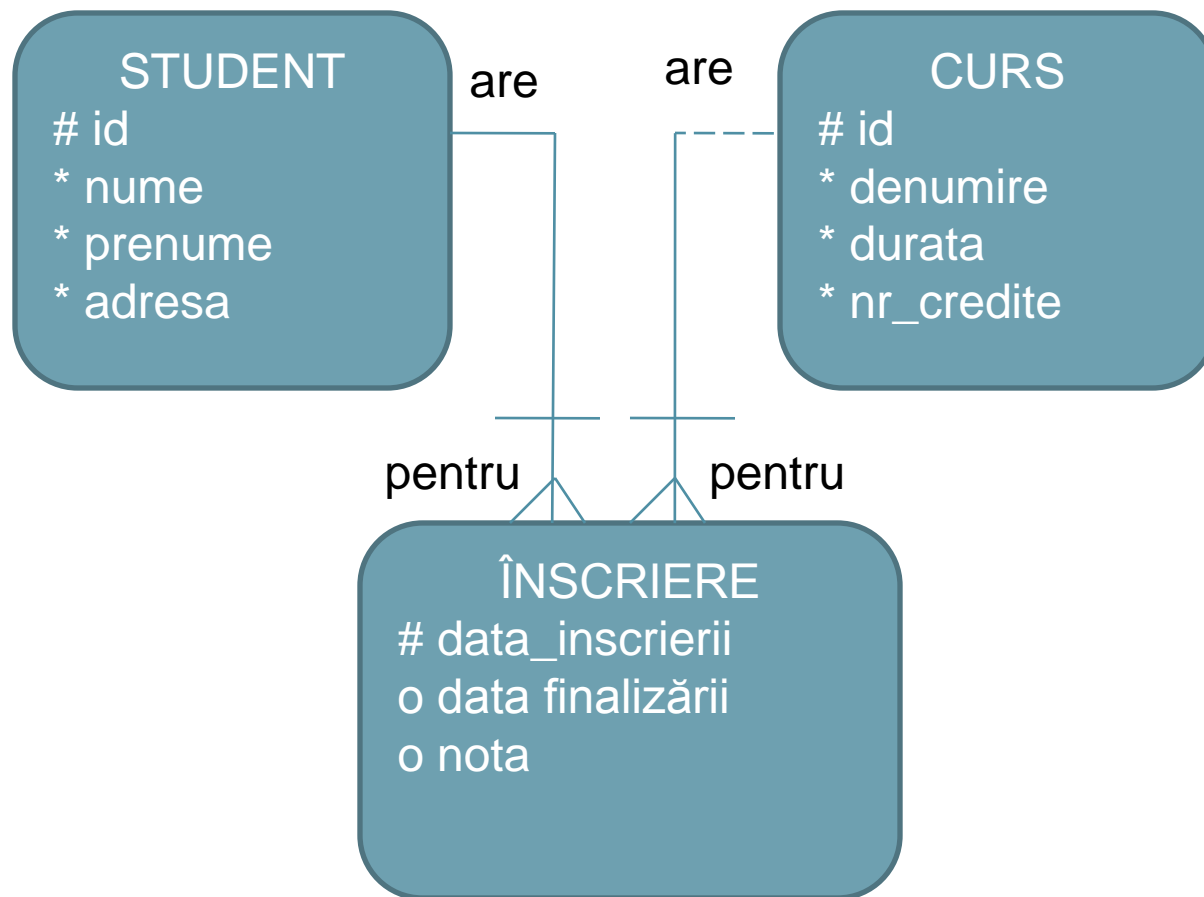 STUDENT
# id
* nume
* prenume
* adresa
are
are
CURS
# id
* denumire
* durata
* nr_credite
pentru
pentru
ÎNSCRIERE
# data_inscrierii
o data finalizării
o nota